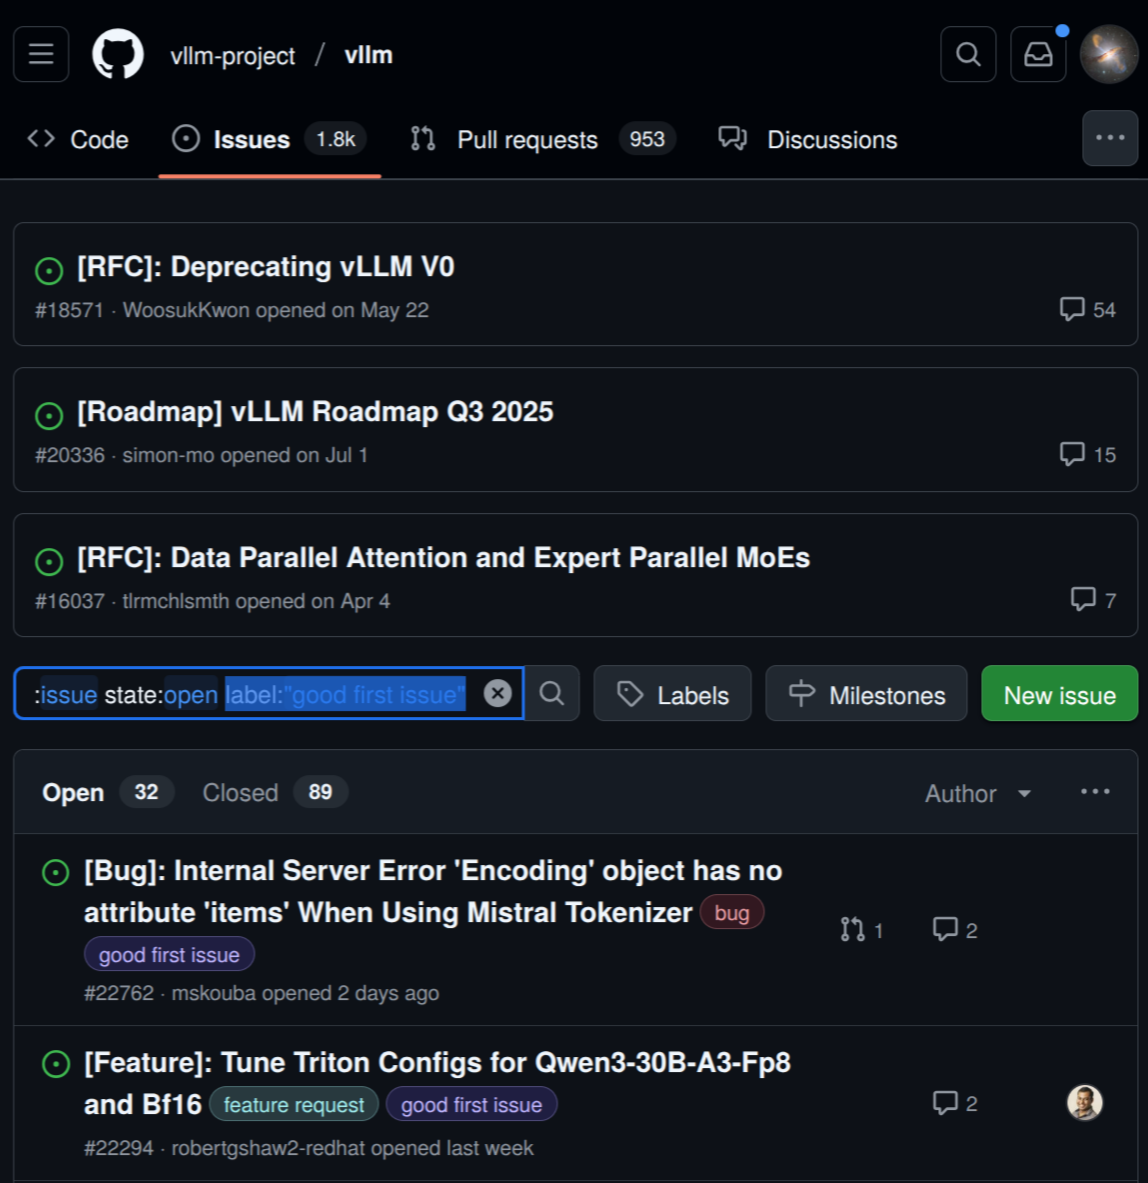 vllm-project / vllm
Code Issues 1.8k Pull requests 953 Discussions
[RFC]: Deprecating vLLM V0
#18571 · WoosukKwon opened on May 22 54
[Roadmap] vLLM Roadmap Q3 2025
#20336 · simon-mo opened on Jul 1 15
[RFC]: Data Parallel Attention and Expert Parallel MoEs
#16037 · tlrmchlsmth opened on Apr 4 7
:issue state:open label:"good first issue" Labels Milestones New issue
Open 32 Closed 89 Author
[Bug]: Internal Server Error 'Encoding' object has no
attribute 'items' When Using Mistral Tokenizer bug
1 2
good first issue
#22762 · mskouba opened 2 days ago
[Feature]: Tune Triton Configs for Qwen3-30B-A3-Fp8
and Bf16 feature request good first issue 2
#22294 · robertgshaw2-redhat opened last week